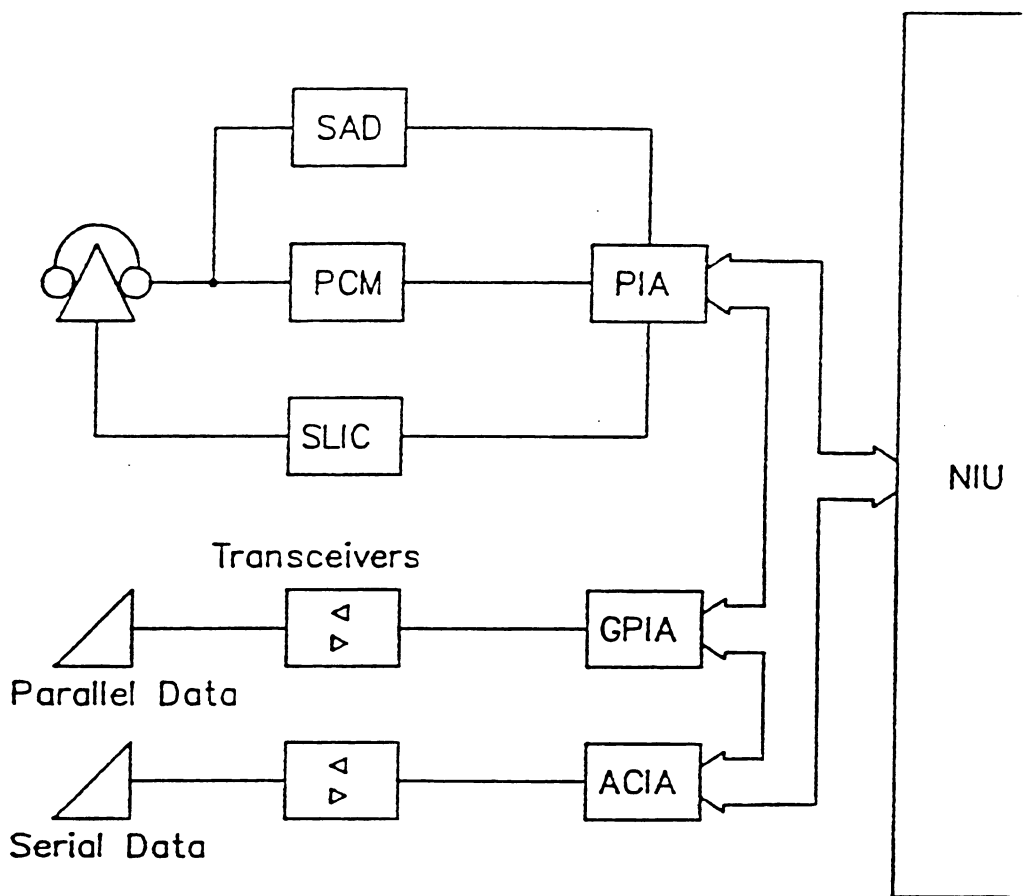 SAD
PCM
PIA
SLIC
NIU
Transceivers
GPIA
Parallel Data
ACIA
Serial Data